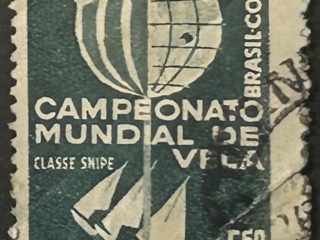 BRASIL-CO
CAMPEONATO
MUNDIAL DE
VELA
CLASSE SNIPE